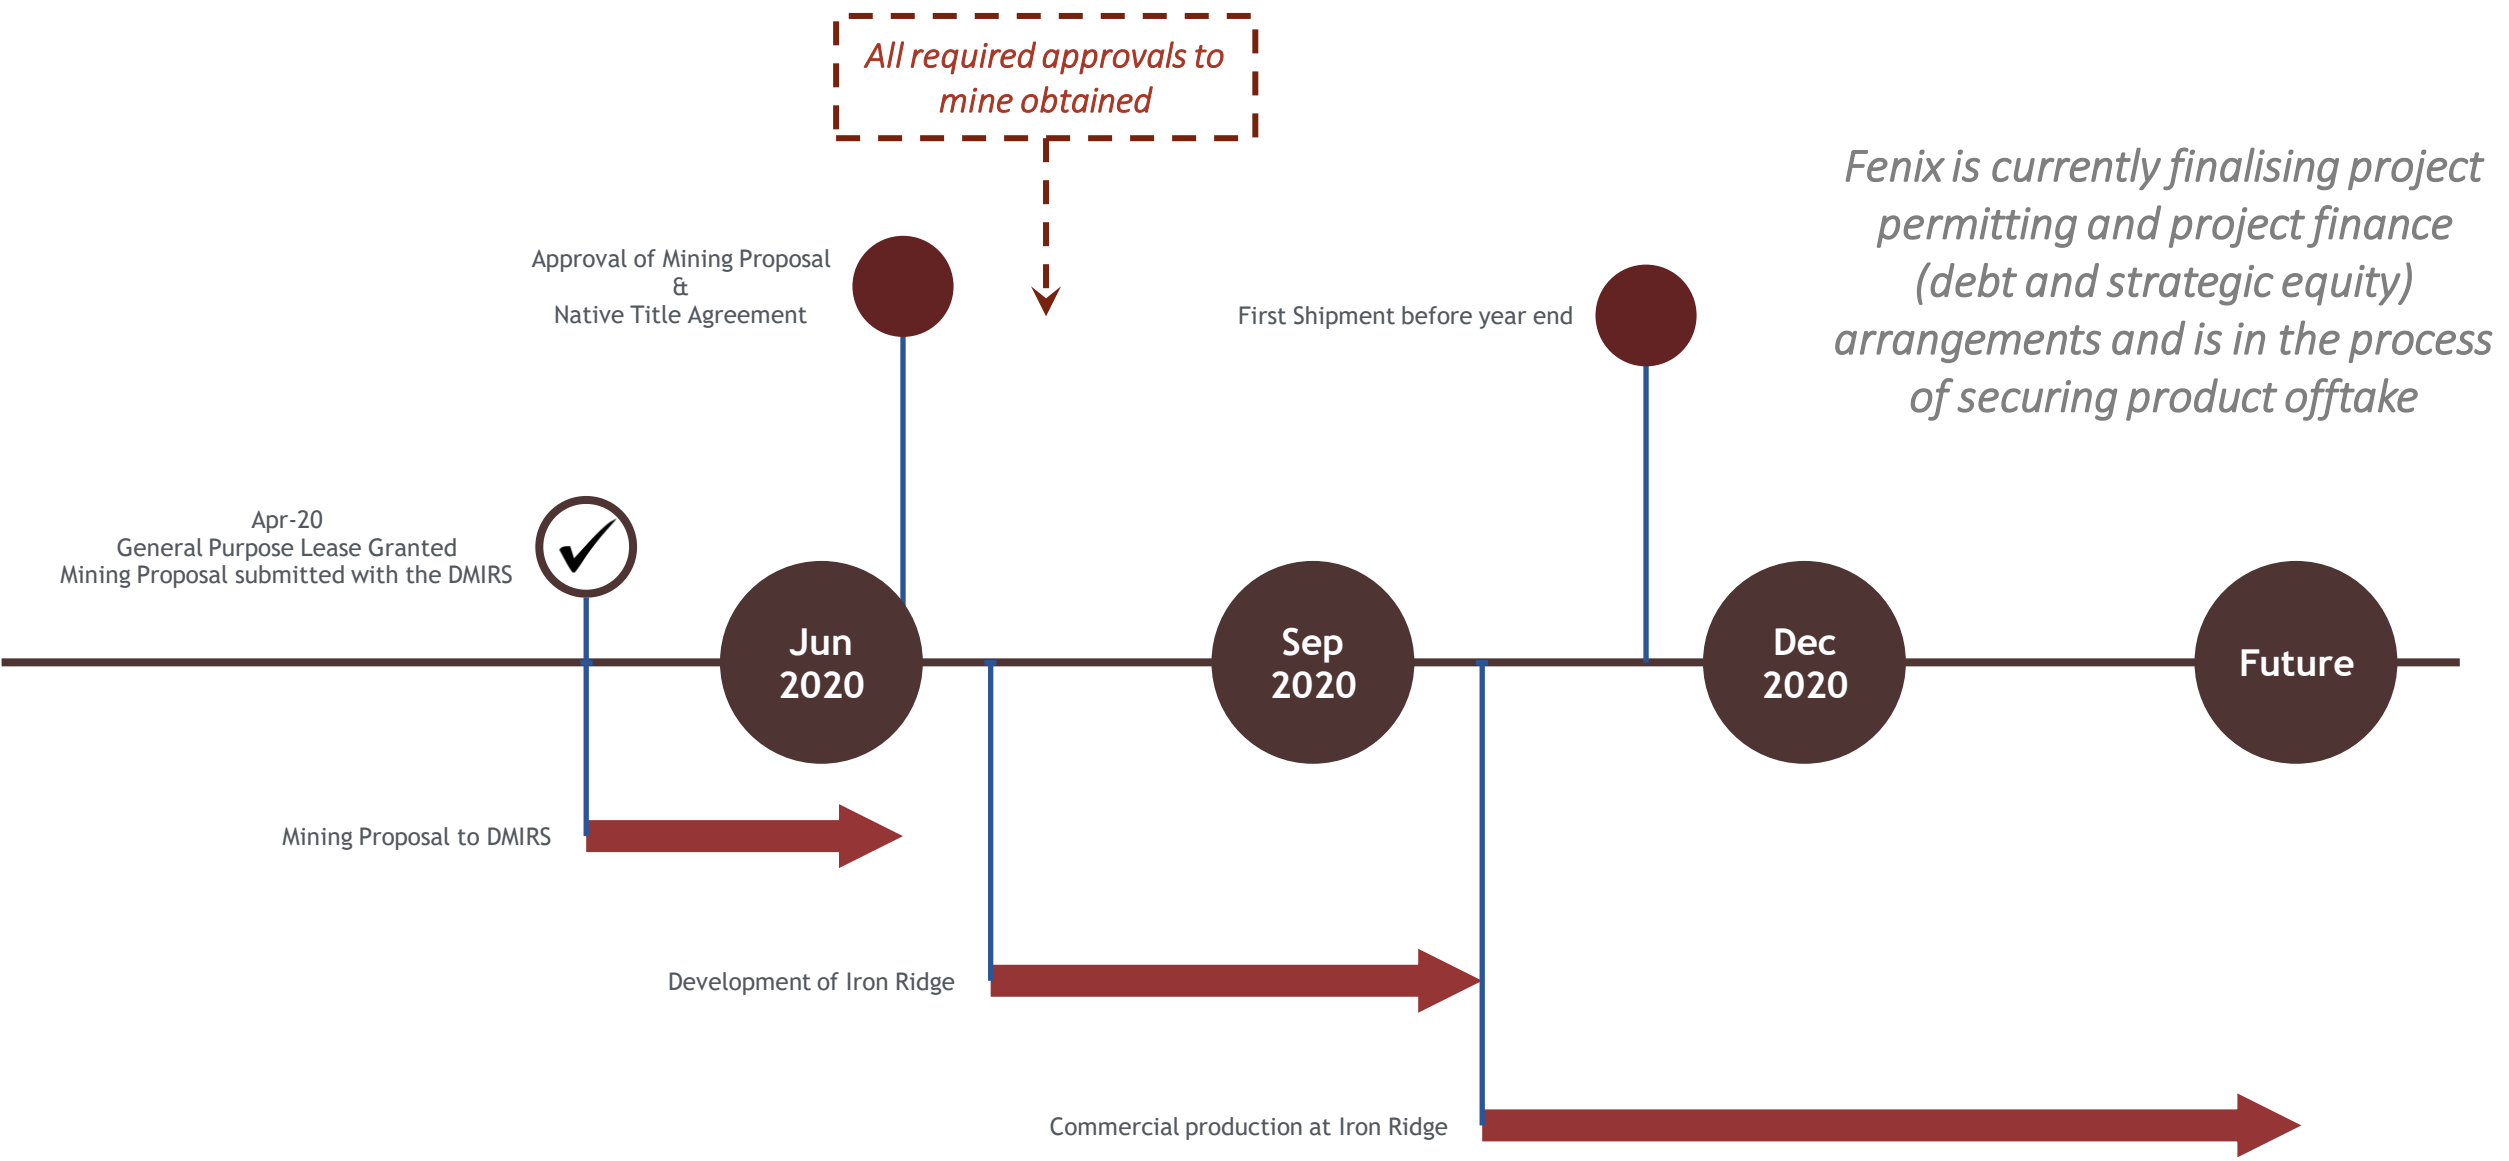 All required approvals to
mine obtained
Fenix is currently finalising project
permitting and project finance
(debt and strategic equity)
arrangements and is in the process
of securing product offtake
Approval of Mining Proposal
&
Native Title Agreement
First Shipment before year end
Apr-20
General Purpose Lease Granted
Mining Proposal submitted with the DMIRS
Jun
2020
Sep
2020
Dec
2020
Future
Mining Proposal to DMIRS
Development of Iron Ridge
Commercial production at Iron Ridge